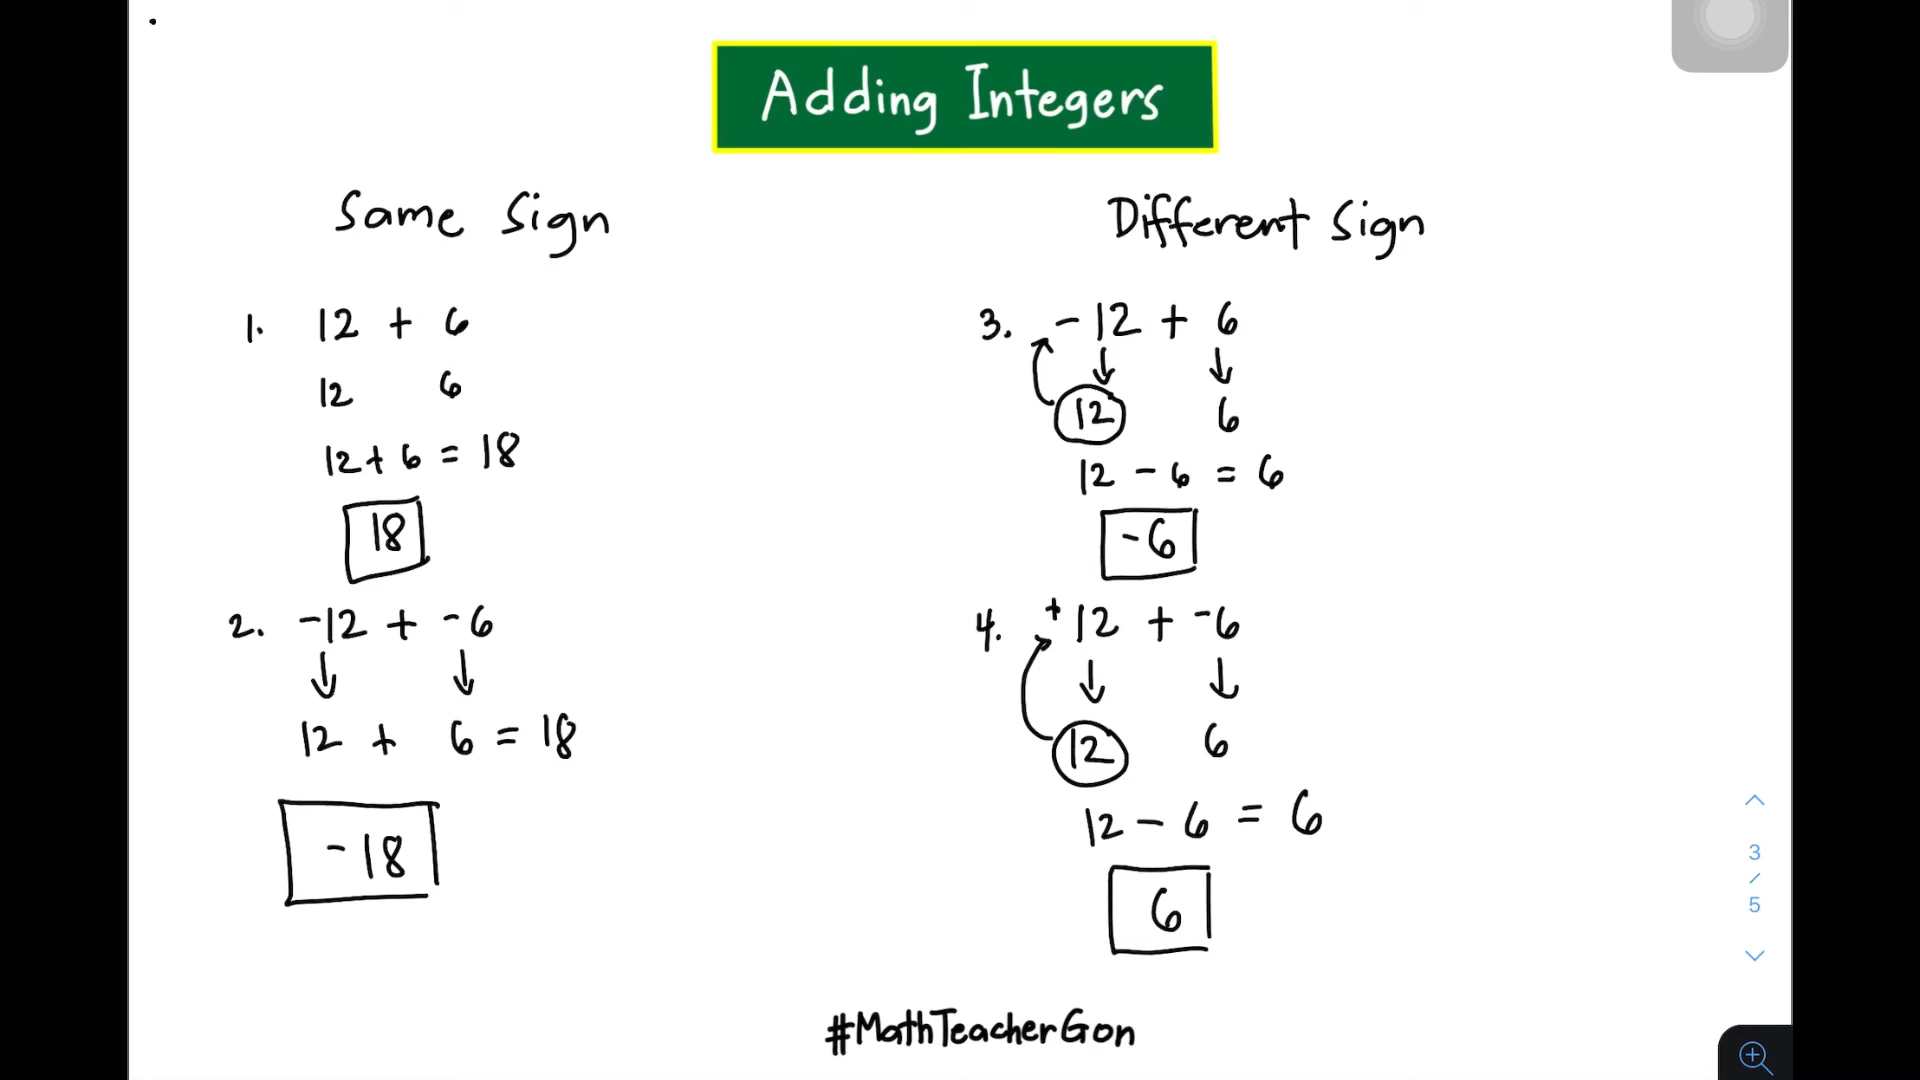 Adding Integers
Same Sign
1. 12 + 6
12 6
12 + 6 = 18
18
2. -12 + -6
↓ ↓
12 + 6 = 18
-18
Different Sign
3. -12 + 6
↓ ↓
12 6
12 - 6 = 6
-6
4. +12 + -6
↓ ↓
12 6
12 - 6 = 6
6
#MathTeacherGon
3
/
5